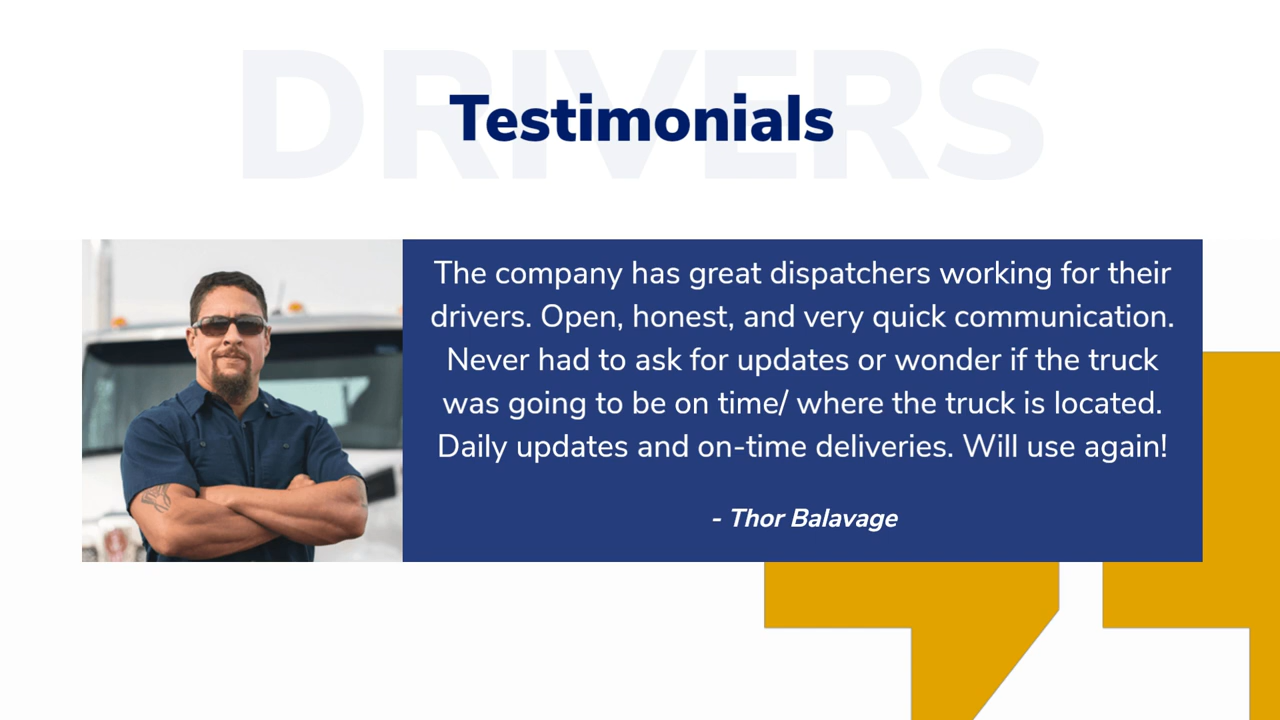 DRIVERS
Testimonials
The company has great dispatchers working for their
drivers. Open, honest, and very quick communication.
Never had to ask for updates or wonder if the truck
was going to be on time/ where the truck is located.
Daily updates and on-time deliveries. Will use again!
- Thor Balavage